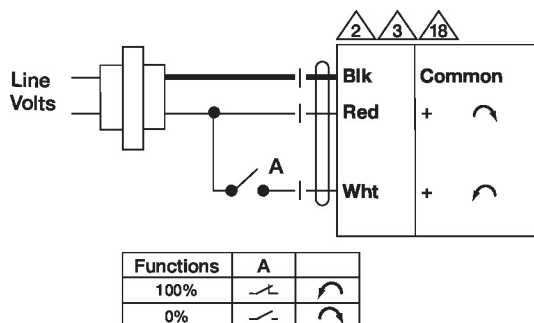 2 3 18
Line
Volts
Blk Common
Red +
A
Wht +
Functions A
100%
0%